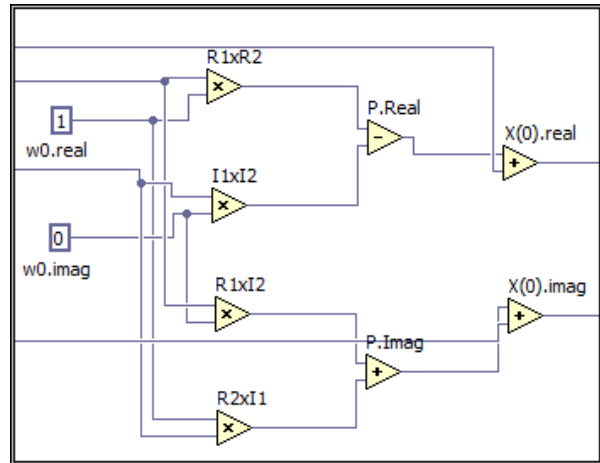 R1xR2
P.Real
X(0).real
1
w0.real
I1xI2
0
w0.imag
R1xI2
X(0).imag
P.Imag
R2xI1